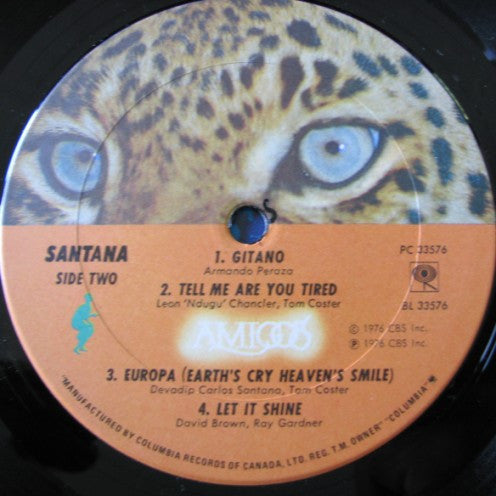 SANTANA
SIDE TWO
1. GITANO
Armando Peraza
PC 33576
2. TELL ME ARE YOU TIRED
Leon 'Ndugu' Chancler, Tom Coster
BL 33576
AMIGOS
© 1976 CBS Inc.
℗ 1976 CBS Inc.
3. EUROPA (EARTH'S CRY HEAVEN'S SMILE)
Devadip Carlos Santana, Tom Coster
4. LET IT SHINE
David Brown, Ray Gardner
"MANUFACTURED BY COLUMBIA RECORDS OF CANADA, LTD. REG. T.M. OWNER" "COLUMBIA"